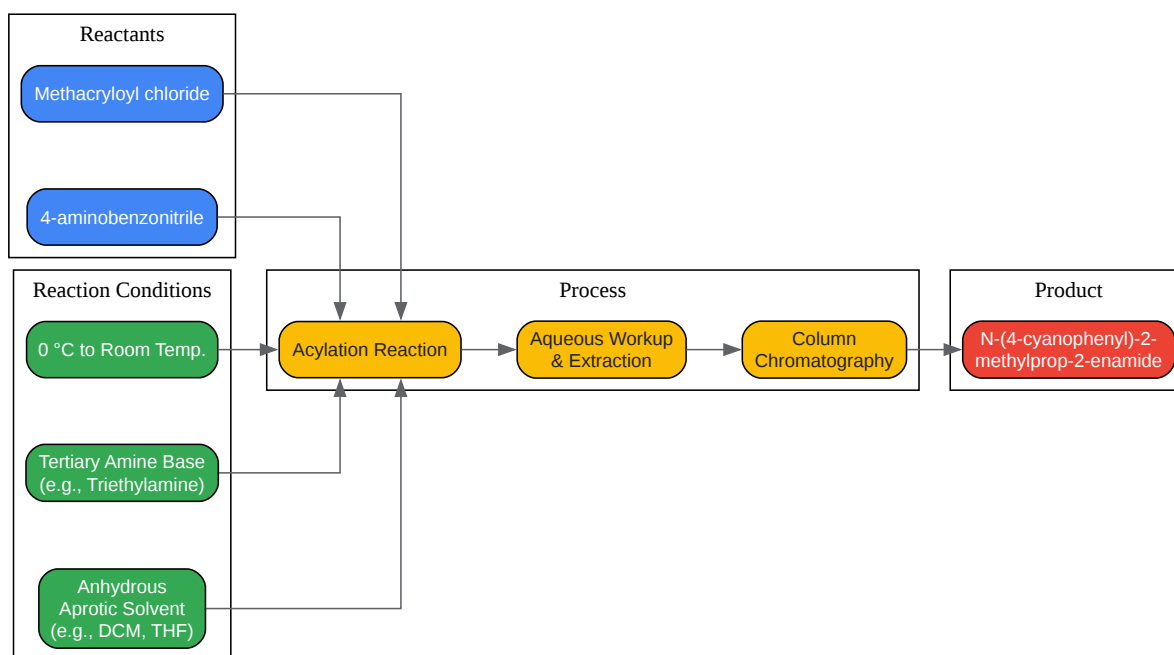 Reactants
Methacryloyl chloride
4-aminobenzonitrile
Reaction Conditions
0 °C to Room Temp.
Tertiary Amine Base
(e.g., Triethylamine)
Anhydrous
Aprotic Solvent
(e.g., DCM, THF)
Process
Acylation Reaction
Aqueous Workup
& Extraction
Column
Chromatography
Product
N-(4-cyanophenyl)-2-
methylprop-2-enamide